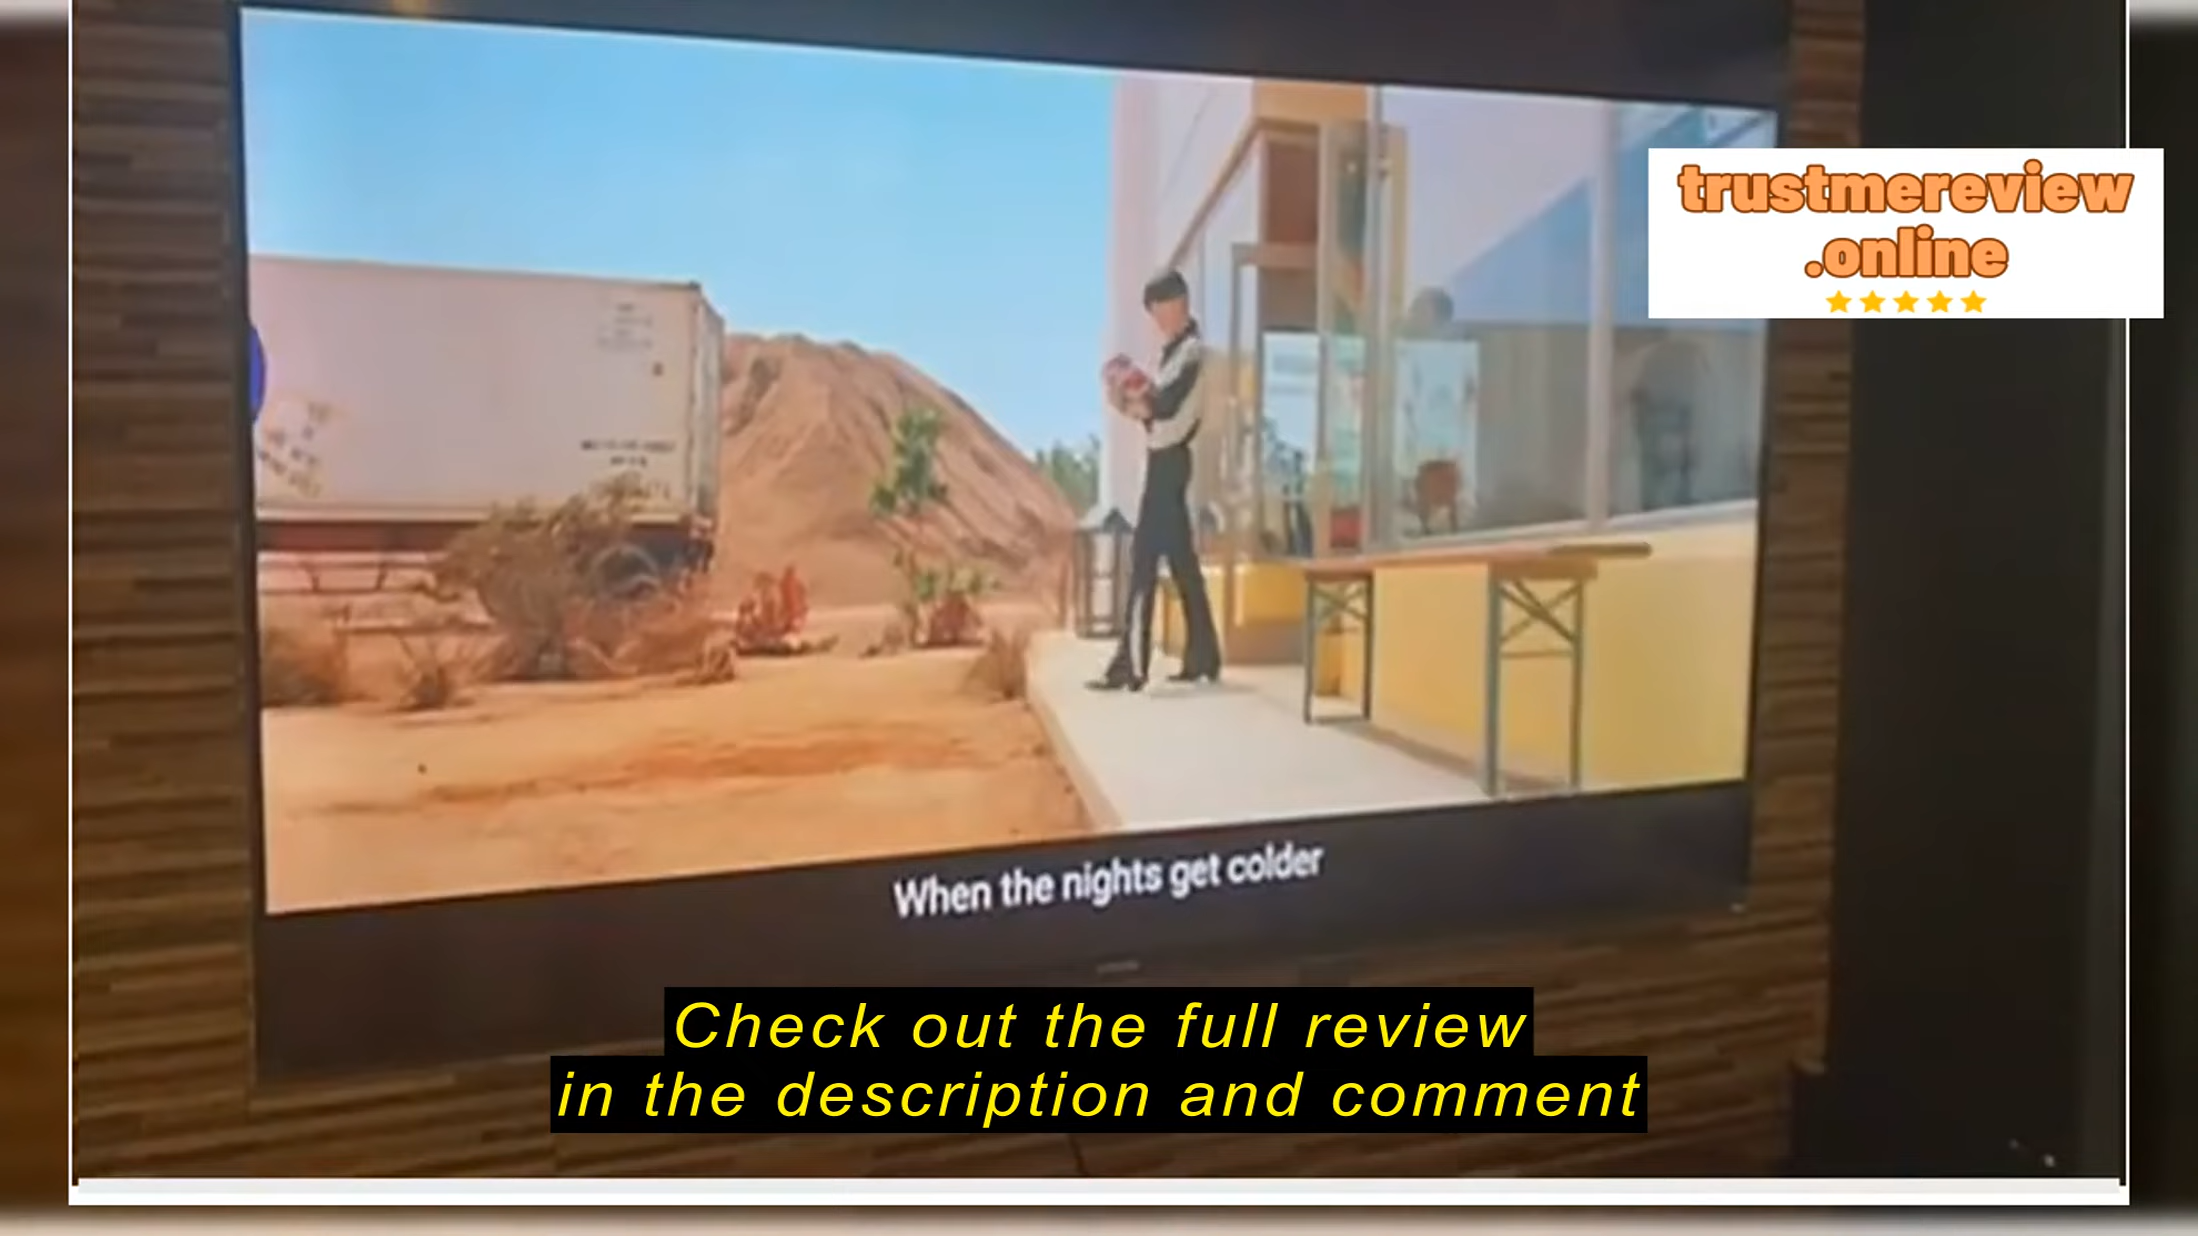 trustmereview
.online
When the nights get colder
Check out the full review
in the description and comment